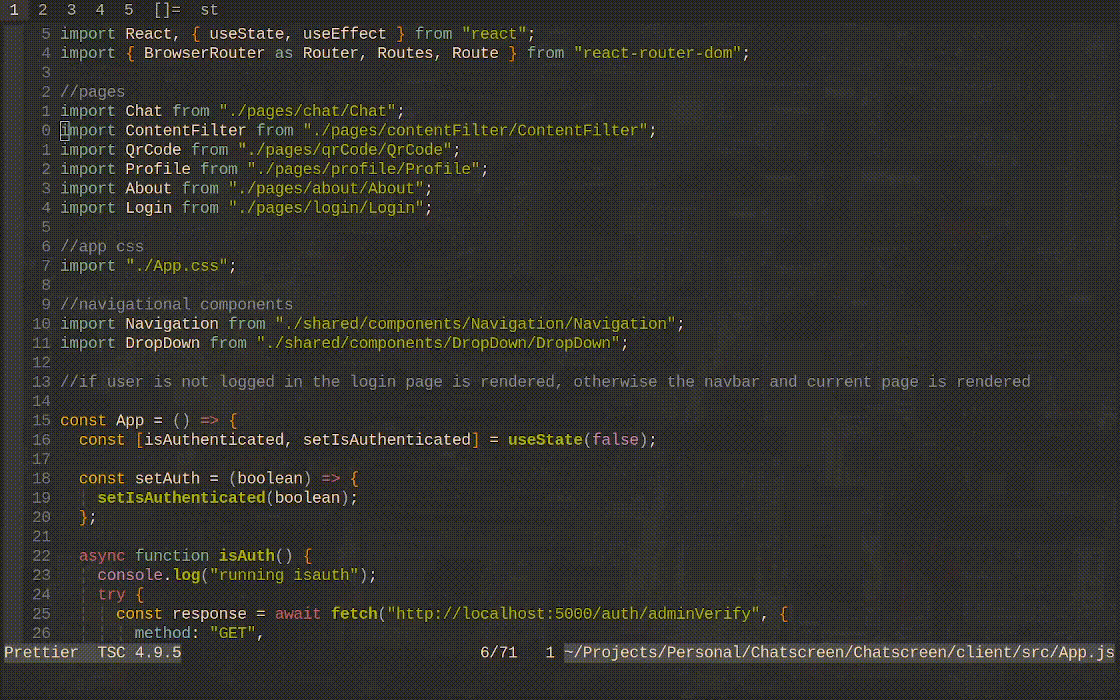 1 2 3 4 5 []= st
5 import React, { useState, useEffect } from "react";
4 import { BrowserRouter as Router, Routes, Route } from "react-router-dom";
3
2 //pages
1 import Chat from "./pages/chat/Chat";
0 import ContentFilter from "./pages/contentFilter/ContentFilter";
1 import QrCode from "./pages/qrCode/QrCode";
2 import Profile from "./pages/profile/Profile";
3 import About from "./pages/about/About";
4 import Login from "./pages/login/Login";
5
6 //app css
7 import "./App.css";
8
9 //navigational components
10 import Navigation from "./shared/components/Navigation/Navigation";
11 import DropDown from "./shared/components/DropDown/DropDown";
12
13 //if user is not logged in the login page is rendered, otherwise the navbar and current page is rendered
14
15 const App = () => {
16   const [isAuthenticated, setIsAuthenticated] = useState(false);
17
18   const setAuth = (boolean) => {
19     setIsAuthenticated(boolean);
20   };
21
22   async function isAuth() {
23     console.log("running isauth");
24     try {
25       const response = await fetch("http://localhost:5000/auth/adminVerify", {
26         method: "GET",
Prettier  TSC 4.9.5 6/71 1 ~/Projects/Personal/Chatscreen/Chatscreen/client/src/App.js